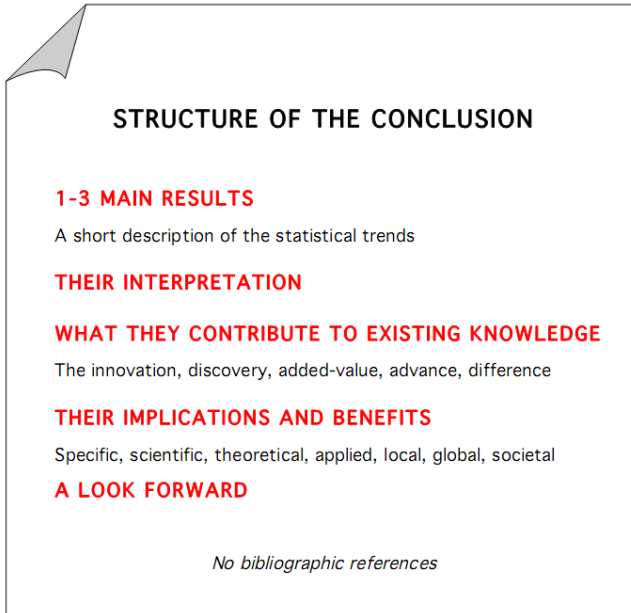 STRUCTURE OF THE CONCLUSION
1-3 MAIN RESULTS
A short description of the statistical trends
THEIR INTERPRETATION
WHAT THEY CONTRIBUTE TO EXISTING KNOWLEDGE
The innovation, discovery, added-value, advance, difference
THEIR IMPLICATIONS AND BENEFITS
Specific, scientific, theoretical, applied, local, global, societal
A LOOK FORWARD
No bibliographic references